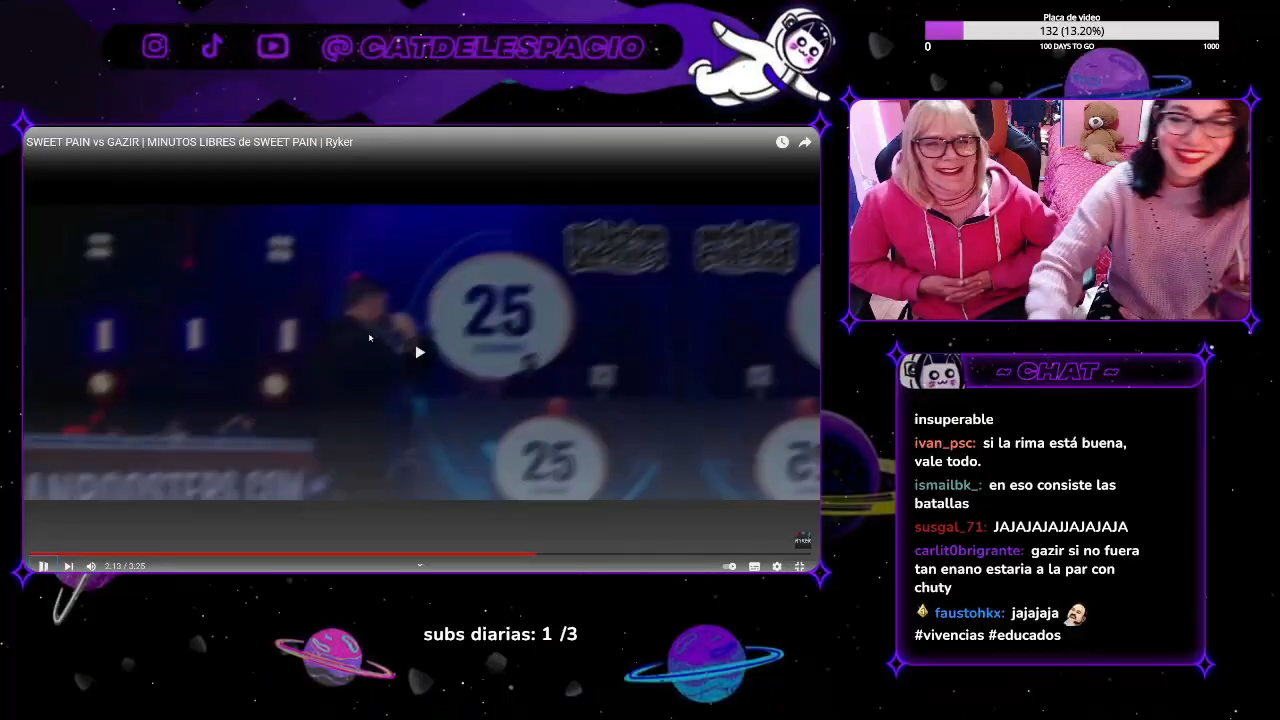 @CATDELESPACIO
Placa de video
132 (13.20%)
0
100 DAYS TO GO
1000
SWEET PAIN vs GAZIR | MINUTOS LIBRES de SWEET PAIN | Ryker
25
25
25
2:13 / 3:25
~ CHAT ~
insuperable
ivan_psc: si la rima está buena,
vale todo.
ismailbk_: en eso consiste las
batallas
susgal_71: JAJAJAJAJJAJAJAJA
carlit0brigrante: gazir si no fuera
tan enano estaria a la par con
chuty
faustohkx: jajajaja
#vivencias #educados
subs diarias: 1 /3